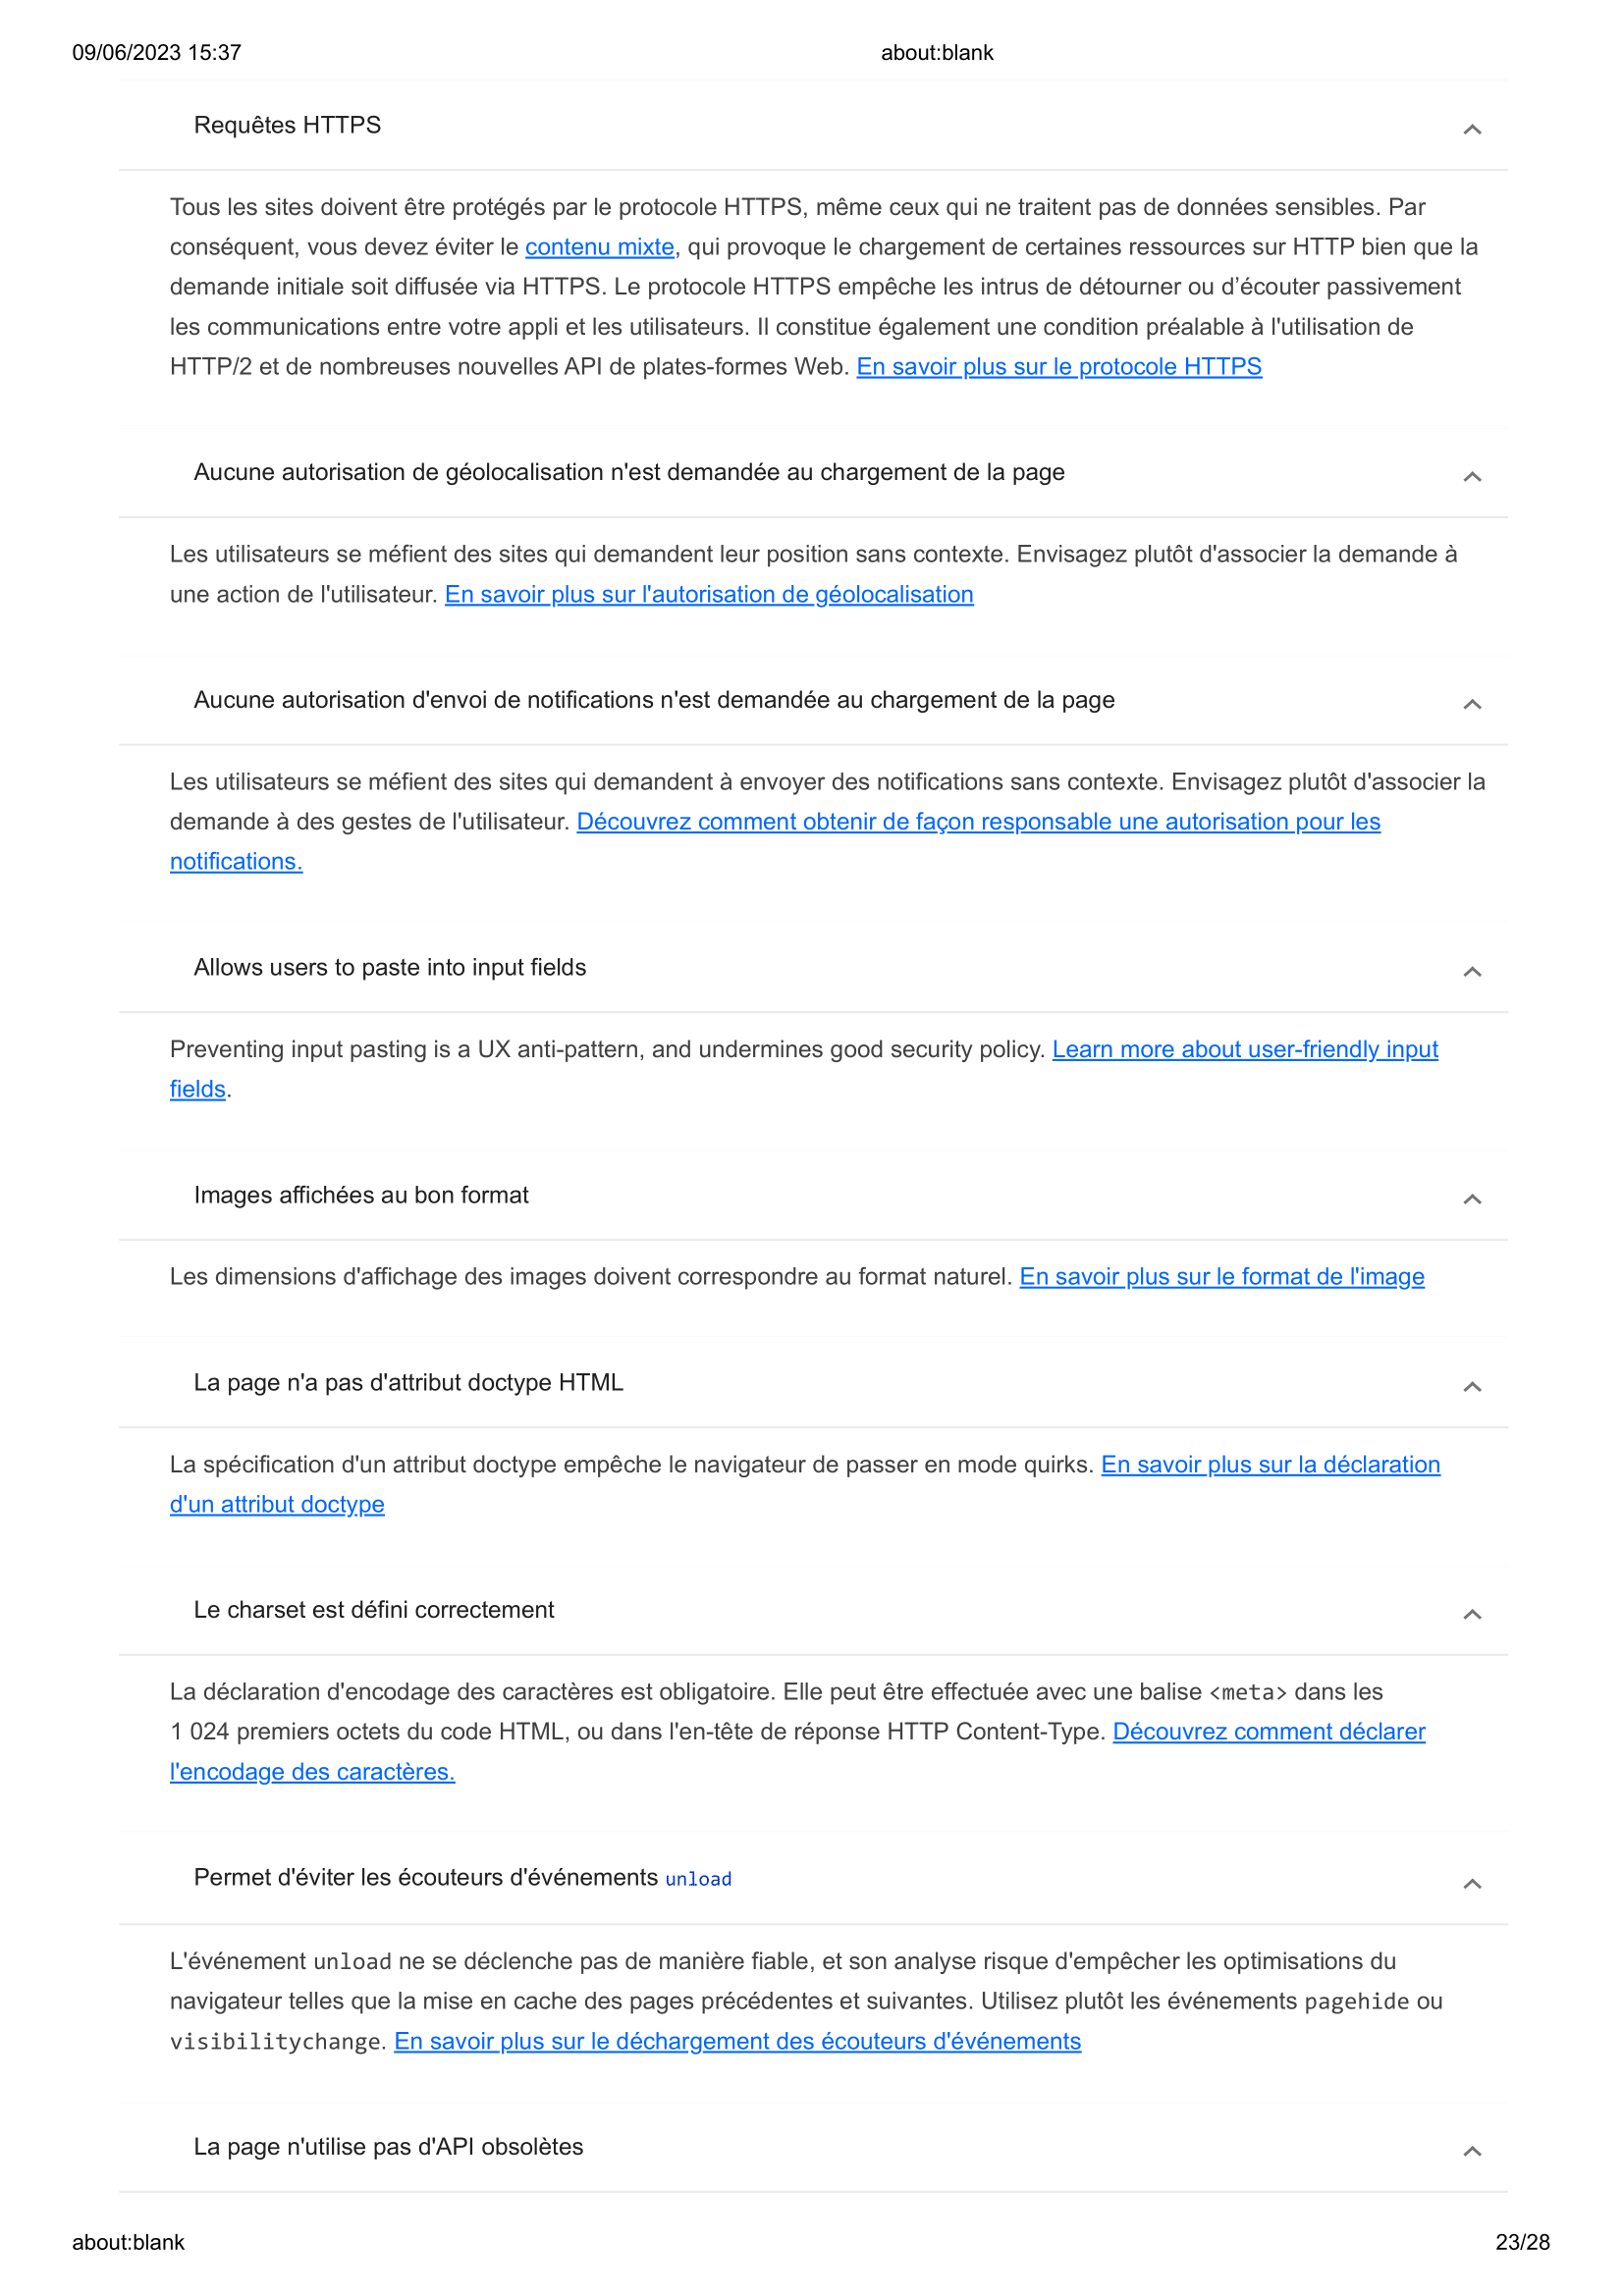 09/06/2023 15:37
about:blank
Requêtes HTTPS
Tous les sites doivent être protégés par le protocole HTTPS, même ceux qui ne traitent pas de données sensibles. Par
conséquent, vous devez éviter le contenu mixte, qui provoque le chargement de certaines ressources sur HTTP bien que la
demande initiale soit diffusée via HTTPS. Le protocole HTTPS empêche les intrus de détourner ou d’écouter passivement
les communications entre votre appli et les utilisateurs. Il constitue également une condition préalable à l'utilisation de
HTTP/2 et de nombreuses nouvelles API de plates-formes Web. En savoir plus sur le protocole HTTPS
Aucune autorisation de géolocalisation n'est demandée au chargement de la page
Les utilisateurs se méfient des sites qui demandent leur position sans contexte. Envisagez plutôt d'associer la demande à
une action de l'utilisateur. En savoir plus sur l'autorisation de géolocalisation
Aucune autorisation d'envoi de notifications n'est demandée au chargement de la page
Les utilisateurs se méfient des sites qui demandent à envoyer des notifications sans contexte. Envisagez plutôt d'associer la
demande à des gestes de l'utilisateur. Découvrez comment obtenir de façon responsable une autorisation pour les
notifications.
Allows users to paste into input fields
Preventing input pasting is a UX anti-pattern, and undermines good security policy. Learn more about user-friendly input
fields.
Images affichées au bon format
Les dimensions d'affichage des images doivent correspondre au format naturel. En savoir plus sur le format de l'image
La page n'a pas d'attribut doctype HTML
La spécification d'un attribut doctype empêche le navigateur de passer en mode quirks. En savoir plus sur la déclaration
d'un attribut doctype
Le charset est défini correctement
La déclaration d'encodage des caractères est obligatoire. Elle peut être effectuée avec une balise <meta> dans les
1 024 premiers octets du code HTML, ou dans l'en-tête de réponse HTTP Content-Type. Découvrez comment déclarer
l'encodage des caractères.
Permet d'éviter les écouteurs d'événements unload
L'événement unload ne se déclenche pas de manière fiable, et son analyse risque d'empêcher les optimisations du
navigateur telles que la mise en cache des pages précédentes et suivantes. Utilisez plutôt les événements pagehide ou
visibilitychange. En savoir plus sur le déchargement des écouteurs d'événements
La page n'utilise pas d'API obsolètes
about:blank
23/28